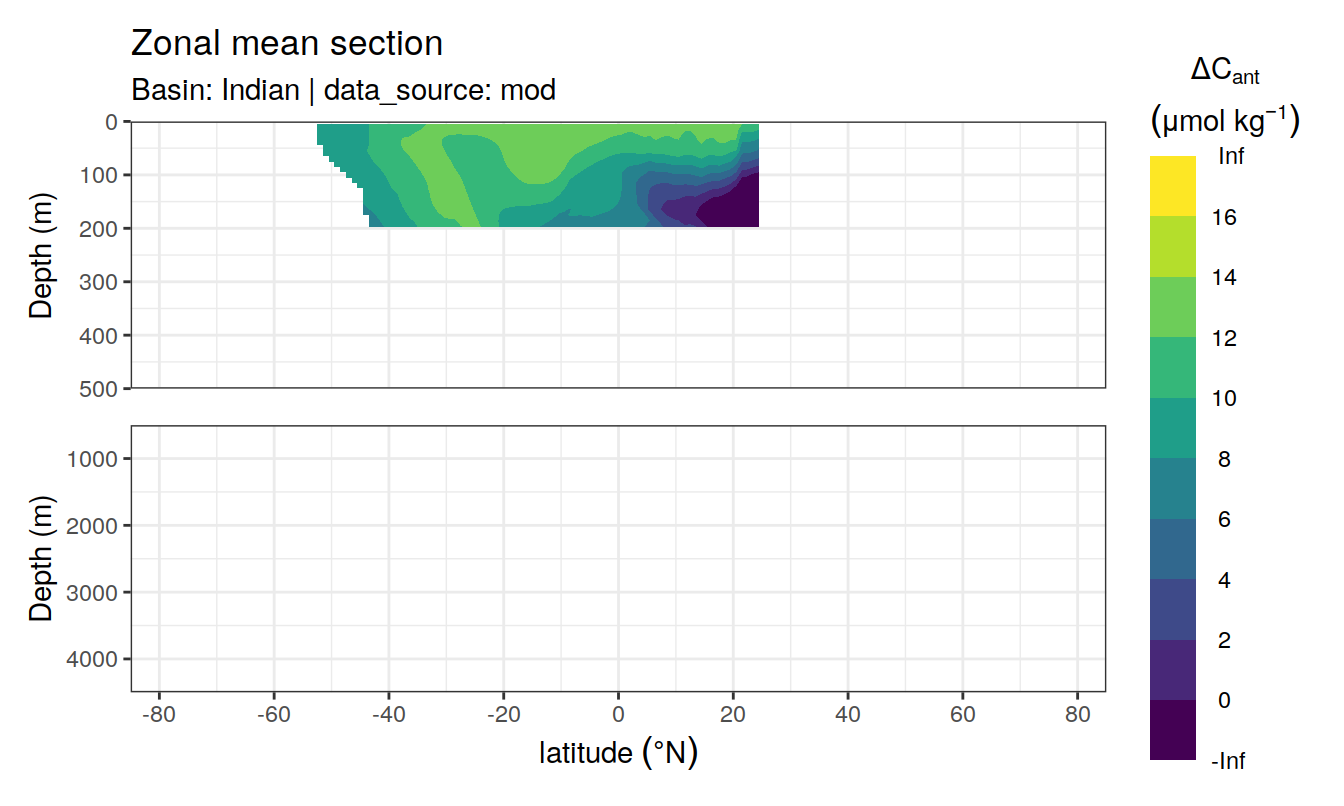 Zonal mean section
Basin: Indian | data_source: mod
ΔCant
(μmol kg⁻¹)
Inf
16
14
12
10
8
6
4
2
0
-Inf
Depth (m)
0
100
200
300
400
500
Depth (m)
1000
2000
3000
4000
-80 -60 -40 -20 0 20 40 60 80
latitude (°N)